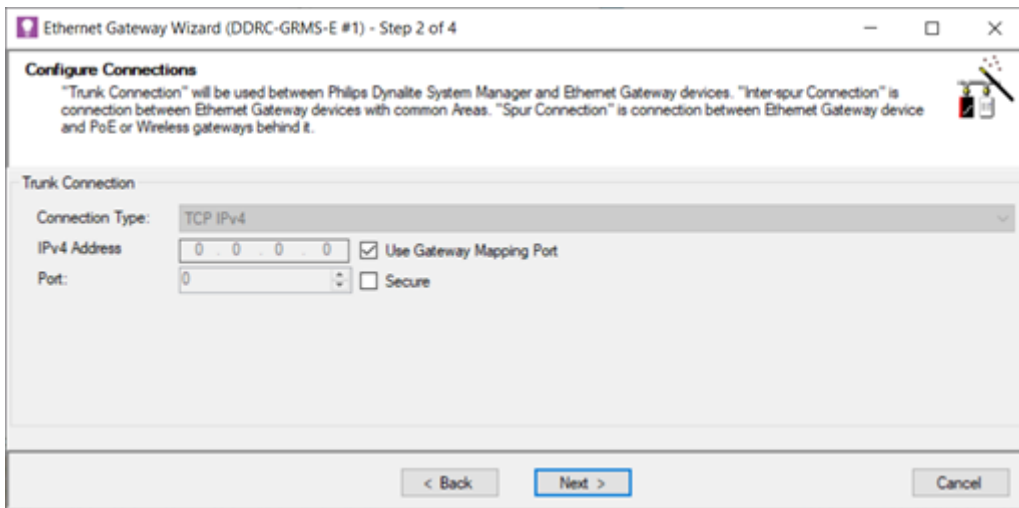 Ethernet Gateway Wizard (DDRC-GRMS-E #1) - Step 2 of 4
Configure Connections
"Trunk Connection" will be used between Philips Dynalite System Manager and Ethernet Gateway devices. "Inter-spur Connection" is
connection between Ethernet Gateway devices with common Areas. "Spur Connection" is connection between Ethernet Gateway device
and PoE or Wireless gateways behind it.
Trunk Connection
Connection Type: TCP IPv4
IPv4 Address 0 . 0 . 0 . 0 Use Gateway Mapping Port
Port: 0 Secure
< Back Next > Cancel